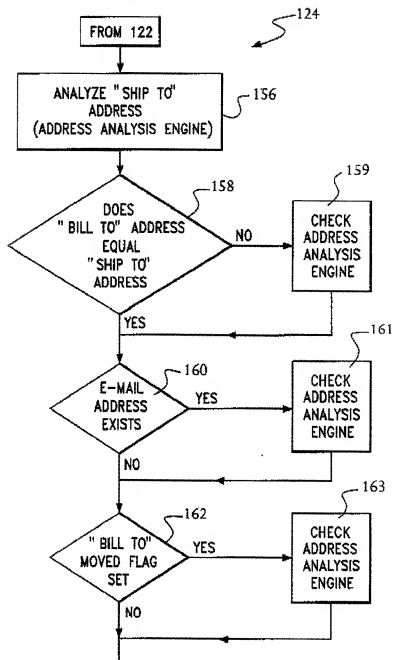 124
FROM 122
ANALYZE "SHIP TO"
ADDRESS
(ADDRESS ANALYSIS ENGINE)
156
DOES
"BILL TO" ADDRESS
EQUAL
"SHIP TO"
ADDRESS
158
NO
159
CHECK
ADDRESS
ANALYSIS
ENGINE
YES
E-MAIL
ADDRESS
EXISTS
160
YES
161
CHECK
ADDRESS
ANALYSIS
ENGINE
NO
"BILL TO"
MOVED FLAG
SET
162
YES
163
CHECK
ADDRESS
ANALYSIS
ENGINE
NO